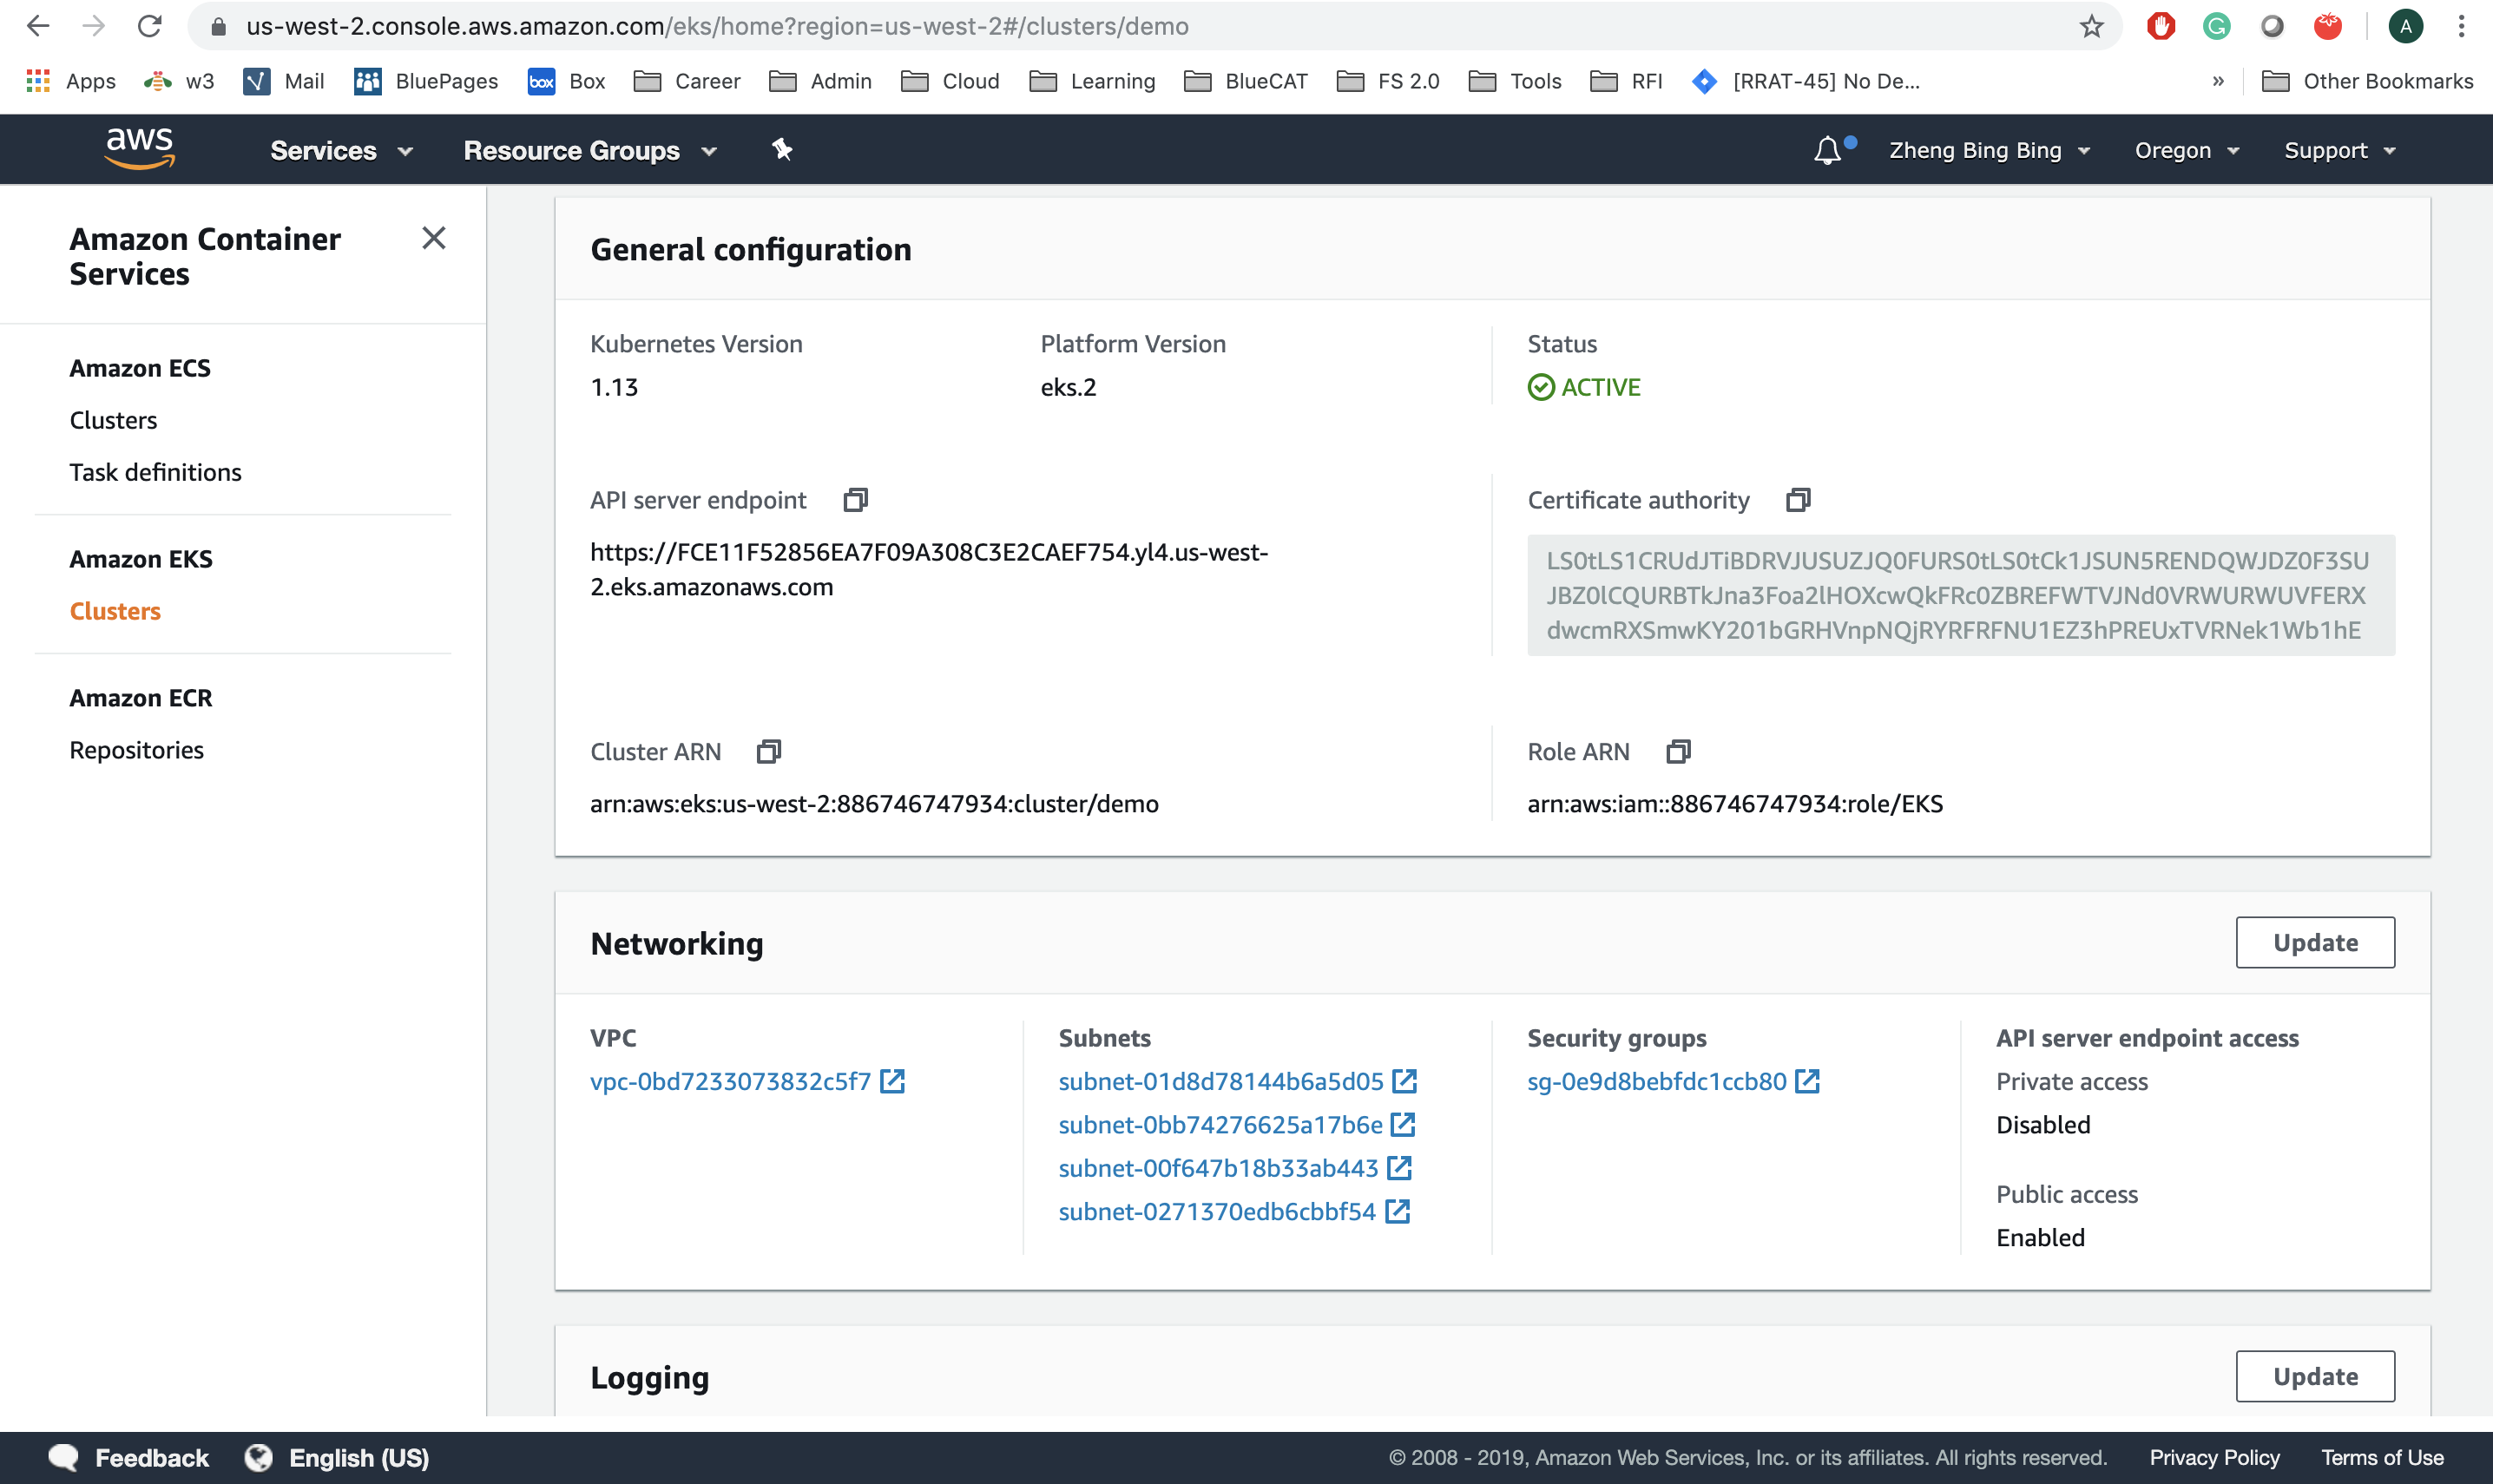 us-west-2.console.aws.amazon.com/eks/home?region=us-west-2#/clusters/demo
A
Apps w3 Mail BluePages box Box Career Admin Cloud Learning BlueCAT FS 2.0 Tools RFI [RRAT-45] No De... » Other Bookmarks
aws Services Resource Groups Zheng Bing Bing Oregon Support
Amazon Container
Services
Amazon ECS
Clusters
Task definitions
Amazon EKS
Clusters
Amazon ECR
Repositories
General configuration
Kubernetes Version
1.13
Platform Version
eks.2
Status
ACTIVE
API server endpoint
https://FCE11F52856EA7F09A308C3E2CAEF754.yl4.us-west-
2.eks.amazonaws.com
Certificate authority
LS0tLS1CRUdJTiBDRVJUSUZJQ0FURS0tLS0tCk1JSUN5RENDQWJDZ0F3SU
JBZ0lCQURBTkJna3Foa2lHOXcwQkFRc0ZBREFWTVJNd0VRWURWUVFERX
dwcmRXSmwKY201bGRHVnpNQjRYRFRFNU1EZ3hPREUxTVRNek1Wb1hE
Cluster ARN
arn:aws:eks:us-west-2:886746747934:cluster/demo
Role ARN
arn:aws:iam::886746747934:role/EKS
Networking
Update
VPC
vpc-0bd7233073832c5f7
Subnets
subnet-01d8d78144b6a5d05
subnet-0bb74276625a17b6e
subnet-00f647b18b33ab443
subnet-0271370edb6cbbf54
Security groups
sg-0e9d8bebfdc1ccb80
API server endpoint access
Private access
Disabled
Public access
Enabled
Logging
Update
Feedback English (US) © 2008 - 2019, Amazon Web Services, Inc. or its affiliates. All rights reserved. Privacy Policy Terms of Use